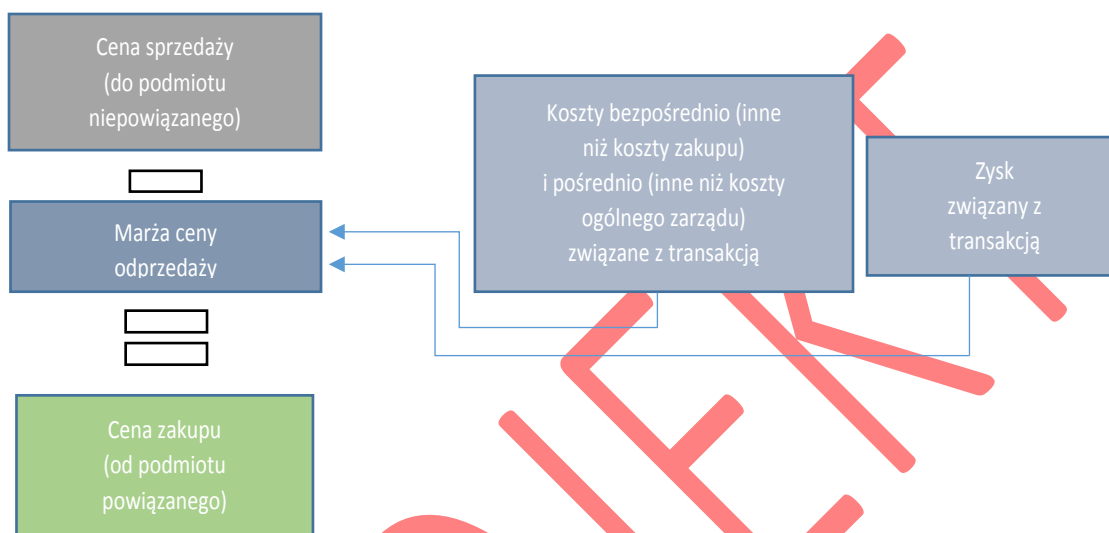 Cena sprzedaży
(do podmiotu
niepowiązanego)
Marża ceny
odprzedaży
Cena zakupu
(od podmiotu
powiązanego)
Koszty bezpośrednio (inne
niż koszty zakupu)
i pośrednio (inne niż koszty
ogólnego zarządu)
związane z transakcją
Zysk
związany z
transakcją